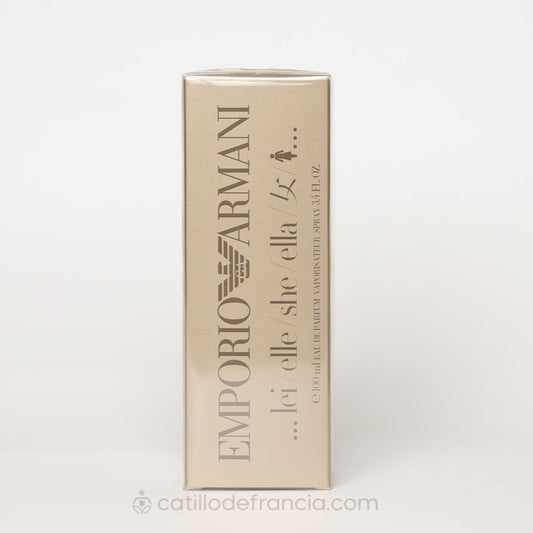 EMPORIO ARMANI
... lei / elle / she / ella / 女 / ...
e 100 ml EAU DE PARFUM VAPORISATEUR SPRAY 3.4 FL. OZ.
catillodefrancia.com